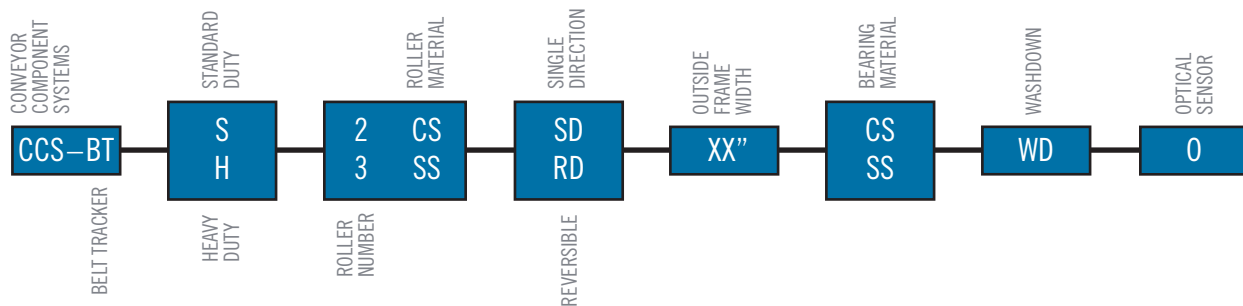 CONVEYOR
COMPONENT
SYSTEMS
CCS–BT
BELT TRACKER
STANDARD
DUTY
S
H
HEAVY
DUTY
ROLLER
MATERIAL
2 CS
3 SS
ROLLER
NUMBER
SINGLE
DIRECTION
SD
RD
REVERSIBLE
OUTSIDE
FRAME
WIDTH
XX”
BEARING
MATERIAL
CS
SS
WASHDOWN
WD
OPTICAL
SENSOR
O